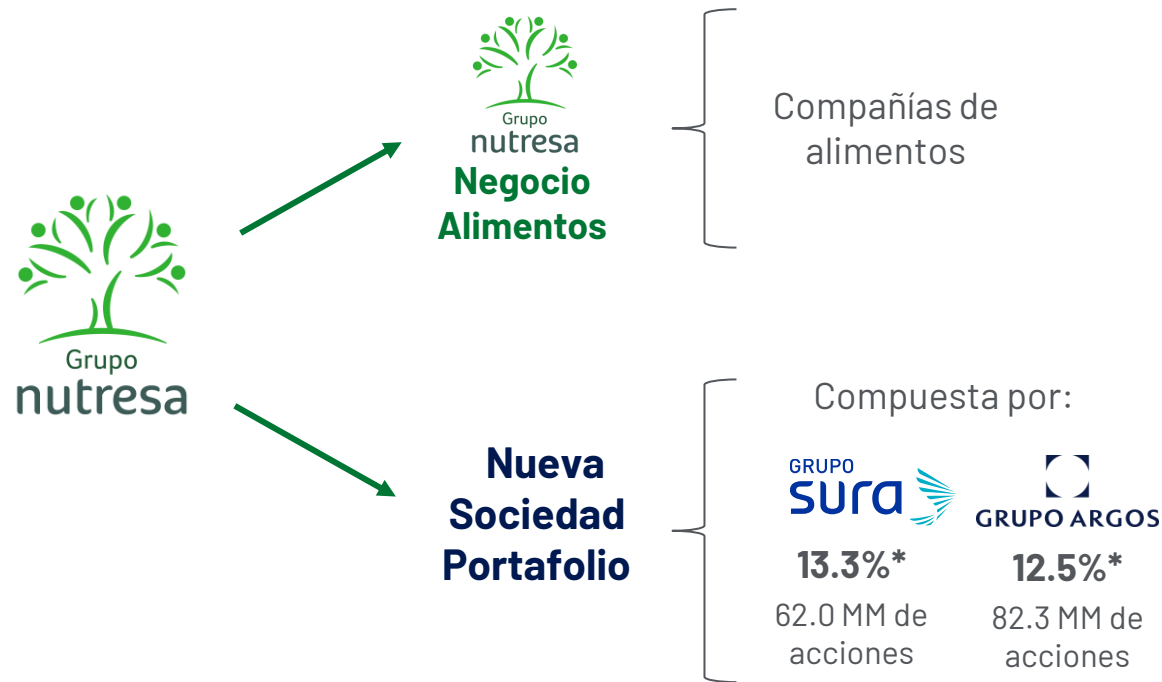 Grupo
nutresa
Grupo
nutresa
Negocio
Alimentos
Compañías de
alimentos
Nueva
Sociedad
Portafolio
Compuesta por:
GRUPO
sura
GRUPO ARGOS
13.3%*
12.5%*
62.0 MM de
acciones
82.3 MM de
acciones